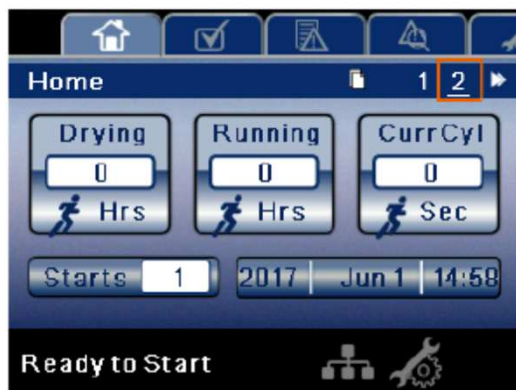 Home 1 2
Drying Running CurrCyl
0 0 0
Hrs Hrs Sec
Starts 1 2017 Jun 1 14:58
Ready to Start